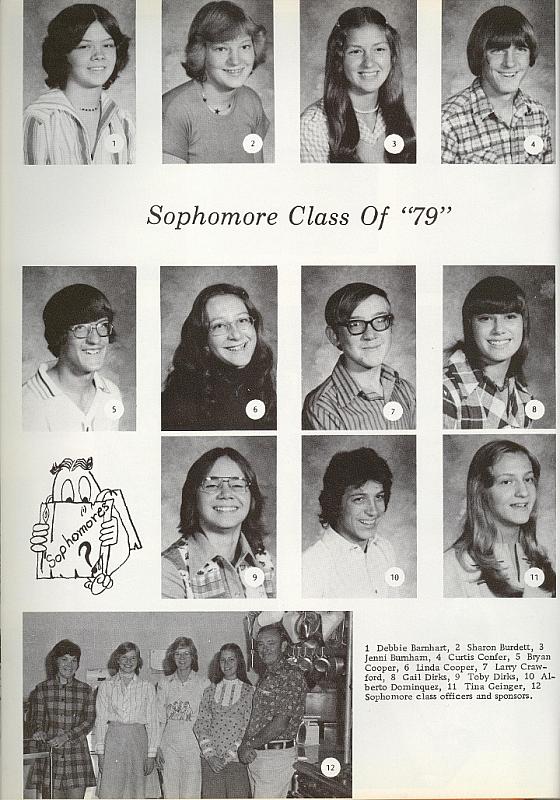 1
2
3
4
Sophomore Class Of "79"
5
6
7
8
Sophomores
?
9
10
11
12
1 Debbie Barnhart, 2 Sharon Burdett, 3
Jenni Burnham, 4 Curtis Confer, 5 Bryan
Cooper, 6 Linda Cooper, 7 Larry Craw-
ford, 8 Gail Dirks, 9 Toby Dirks, 10 Al-
berto Dominquez, 11 Tina Geinger, 12
Sophomore class officers and sponsors.